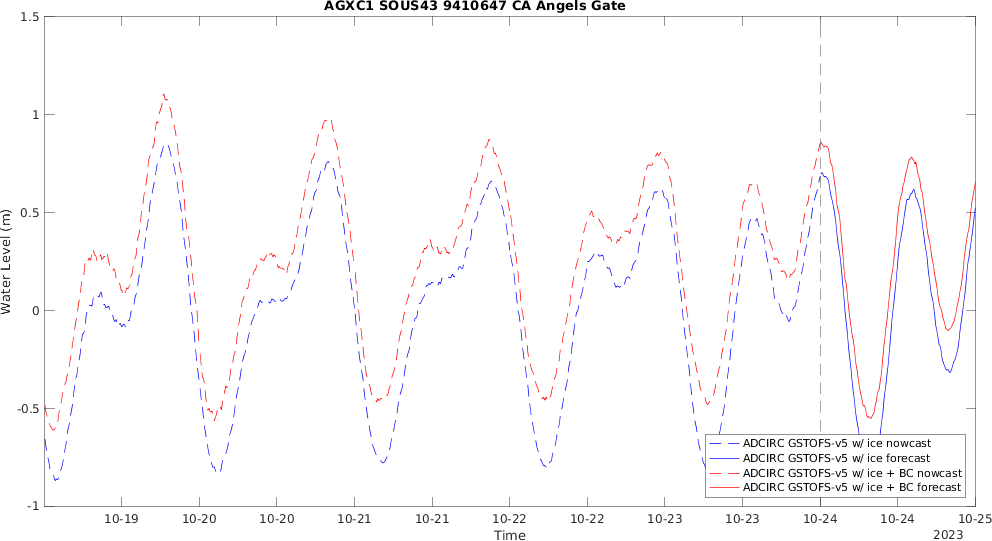 AGXC1 SOUS43 9410647 CA Angels Gate
Water Level (m)
1.5
1
0.5
0
-0.5
-1
ADCIRC GSTOFS-v5 w/ ice nowcast
ADCIRC GSTOFS-v5 w/ ice forecast
ADCIRC GSTOFS-v5 w/ ice + BC nowcast
ADCIRC GSTOFS-v5 w/ ice + BC forecast
10-19 10-20 10-20 10-21 10-21 10-22 10-22 10-23 10-23 10-24 10-24 10-25
Time
2023